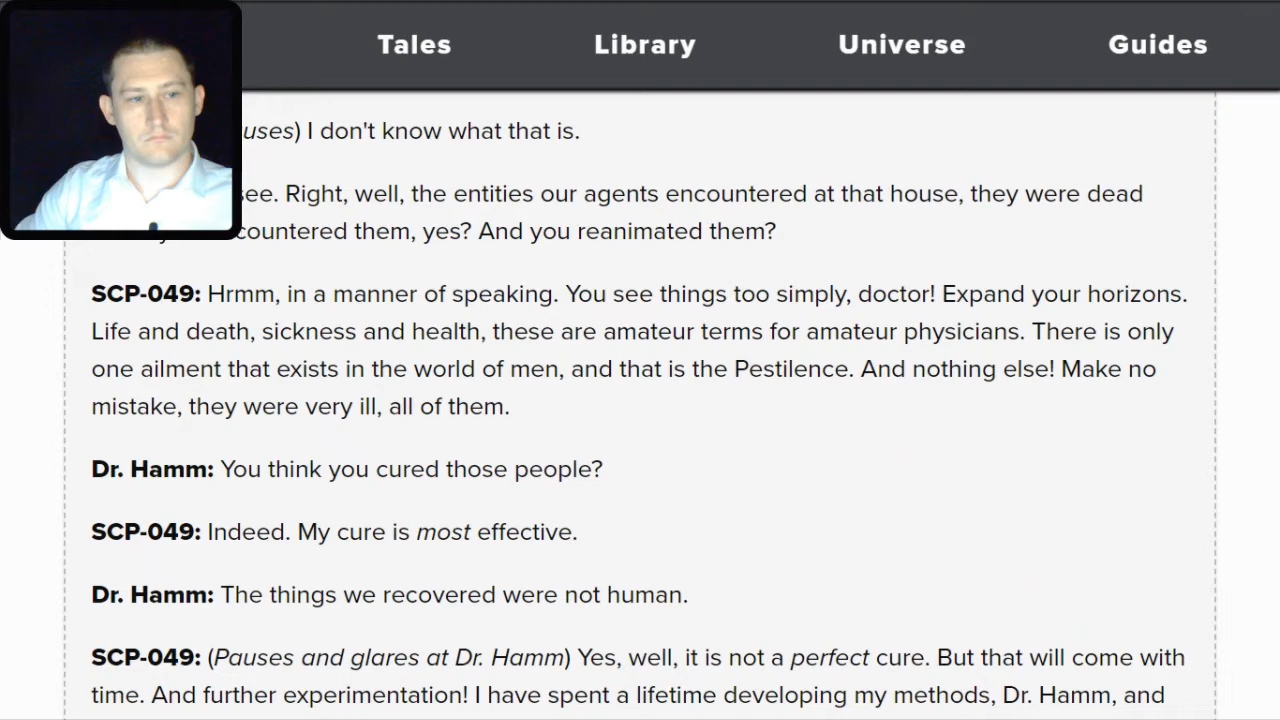 Tales Library Universe Guides
uses) I don't know what that is.
see. Right, well, the entities our agents encountered at that house, they were dead
countered them, yes? And you reanimated them?
SCP-049: Hrmm, in a manner of speaking. You see things too simply, doctor! Expand your horizons.
Life and death, sickness and health, these are amateur terms for amateur physicians. There is only
one ailment that exists in the world of men, and that is the Pestilence. And nothing else! Make no
mistake, they were very ill, all of them.
Dr. Hamm: You think you cured those people?
SCP-049: Indeed. My cure is most effective.
Dr. Hamm: The things we recovered were not human.
SCP-049: (Pauses and glares at Dr. Hamm) Yes, well, it is not a perfect cure. But that will come with
time. And further experimentation! I have spent a lifetime developing my methods, Dr. Hamm, and